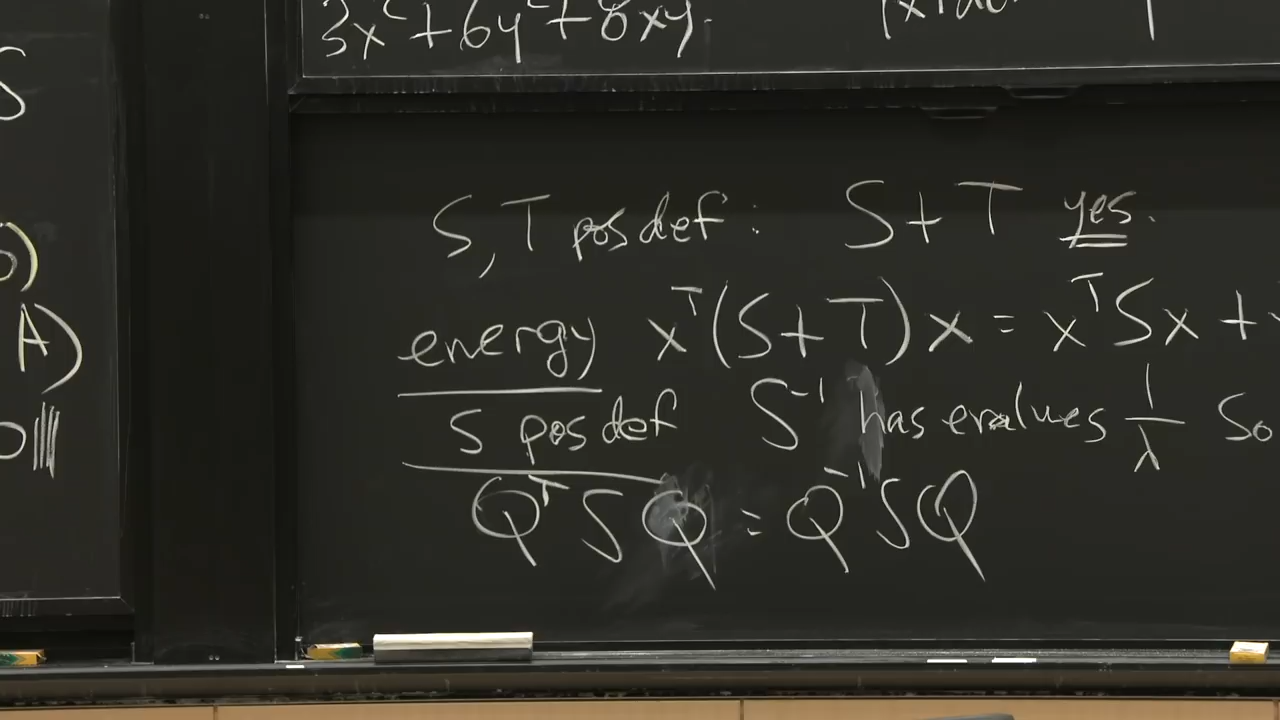 3x²+6y²+8xy.
S
S, T pos def : S+T yes.
energy xᵀ(S+T)x = xᵀSx +
A)
S pos def S⁻¹ has evalues 1/λ So
QᵀSQ = Q⁻¹SQ